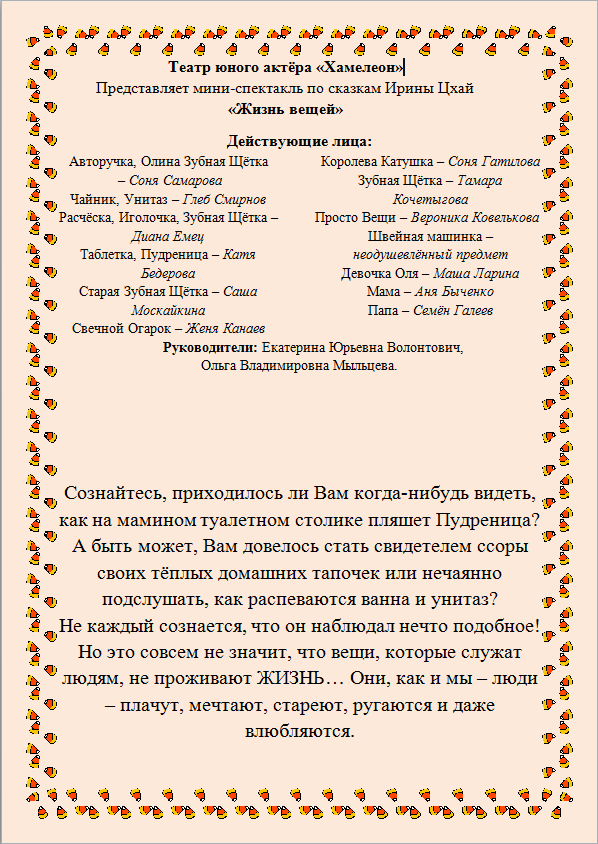 Театр юного актёра «Хамелеон»
Представляет мини-спектакль по сказкам Ирины Цхай
«Жизнь вещей»
Действующие лица:
Авторучка, Олина Зубная Щётка
– Соня Самарова
Чайник, Унитаз – Глеб Смирнов
Расчёска, Иголочка, Зубная Щётка –
Диана Емец
Таблетка, Пудреница – Катя
Бедерова
Старая Зубная Щётка – Саша
Москайкина
Свечной Огарок – Женя Канаев
Королева Катушка – Соня Гатилова
Зубная Щётка – Тамара
Кочетыгова
Просто Вещи – Вероника Ковелькова
Швейная машинка –
неодушевлённый предмет
Девочка Оля – Маша Ларина
Мама – Аня Быченко
Папа – Семён Галеев
Руководители: Екатерина Юрьевна Волонтович,
Ольга Владимировна Мыльцева.
Сознайтесь, приходилось ли Вам когда-нибудь видеть,
как на мамином туалетном столике пляшет Пудреница?
А быть может, Вам довелось стать свидетелем ссоры
своих тёплых домашних тапочек или нечаянно
подслушать, как распеваются ванна и унитаз?
Не каждый сознается, что он наблюдал нечто подобное!
Но это совсем не значит, что вещи, которые служат
людям, не проживают ЖИЗНЬ… Они, как и мы – люди
– плачут, мечтают, стареют, ругаются и даже
влюбляются.